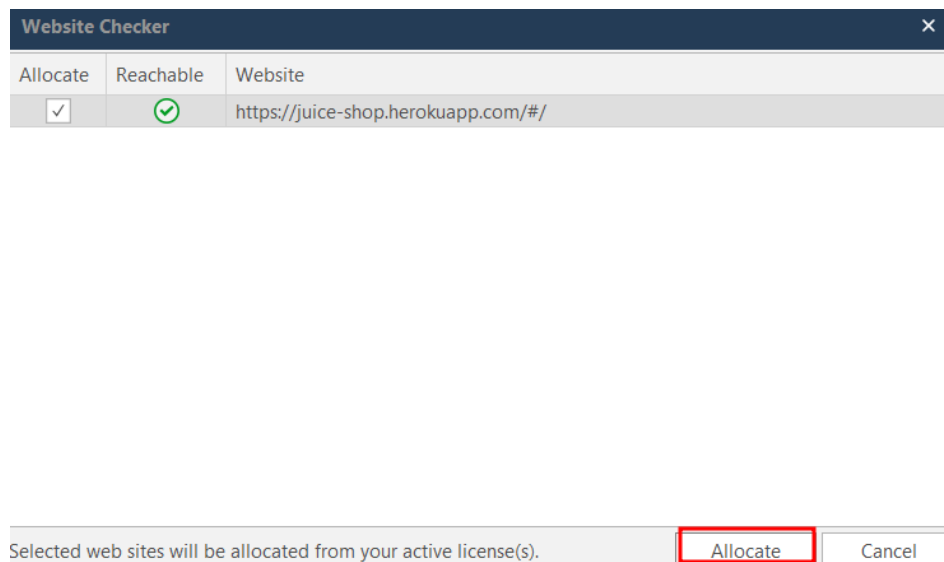 Website Checker
Allocate Reachable Website
https://juice-shop.herokuapp.com/#/
Selected web sites will be allocated from your active license(s). Allocate Cancel